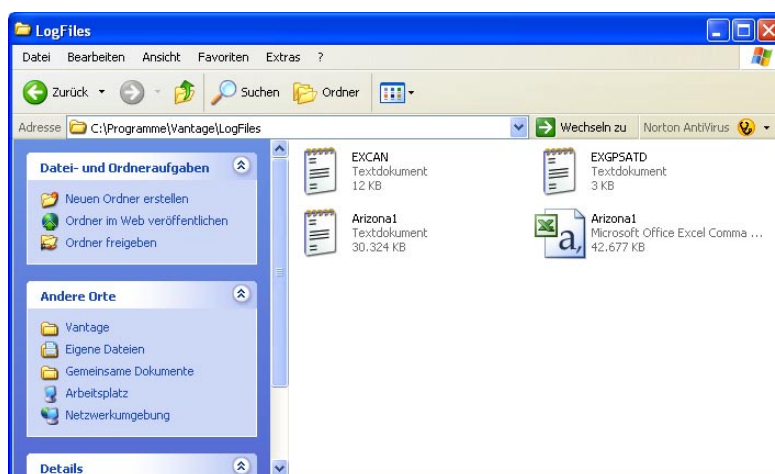 LogFiles
Datei Bearbeiten Ansicht Favoriten Extras ?
Zurück Suchen Ordner
Adresse C:\Programme\Vantage\LogFiles Wechseln zu Norton AntiVirus
Datei- und Ordneraufgaben
Neuen Ordner erstellen
Ordner im Web veröffentlichen
Ordner freigeben
Andere Orte
Vantage
Eigene Dateien
Gemeinsame Dokumente
Arbeitsplatz
Netzwerkumgebung
Details
EXCAN
Textdokument
12 KB
EXGPSATD
Textdokument
3 KB
Arizona1
Textdokument
30.324 KB
Arizona1
Microsoft Office Excel Comma ...
42.677 KB